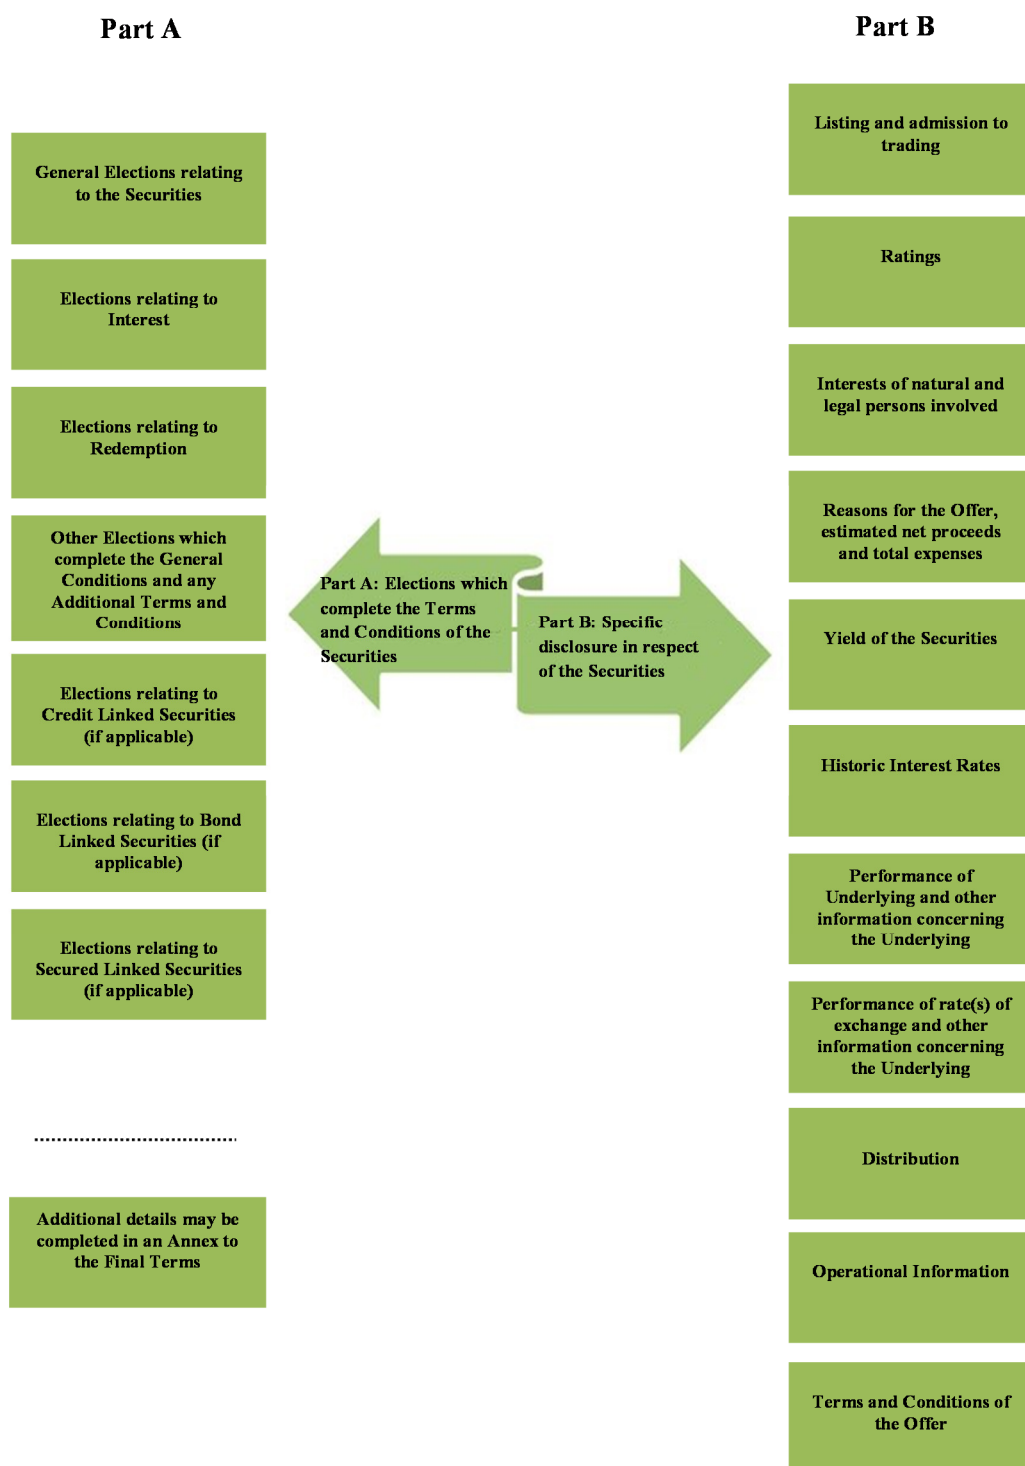 Part A
General Elections relating
to the Securities
Elections relating to
Interest
Elections relating to
Redemption
Other Elections which
complete the General
Conditions and any
Additional Terms and
Conditions
Elections relating to
Credit Linked Securities
(if applicable)
Elections relating to Bond
Linked Securities (if
applicable)
Elections relating to
Secured Linked Securities
(if applicable)
Additional details may be
completed in an Annex to
the Final Terms
Part A: Elections which
complete the Terms
and Conditions of the
Securities
Part B: Specific
disclosure in respect
of the Securities
Part B
Listing and admission to
trading
Ratings
Interests of natural and
legal persons involved
Reasons for the Offer,
estimated net proceeds
and total expenses
Yield of the Securities
Historic Interest Rates
Performance of
Underlying and other
information concerning
the Underlying
Performance of rate(s) of
exchange and other
information concerning
the Underlying
Distribution
Operational Information
Terms and Conditions of
the Offer